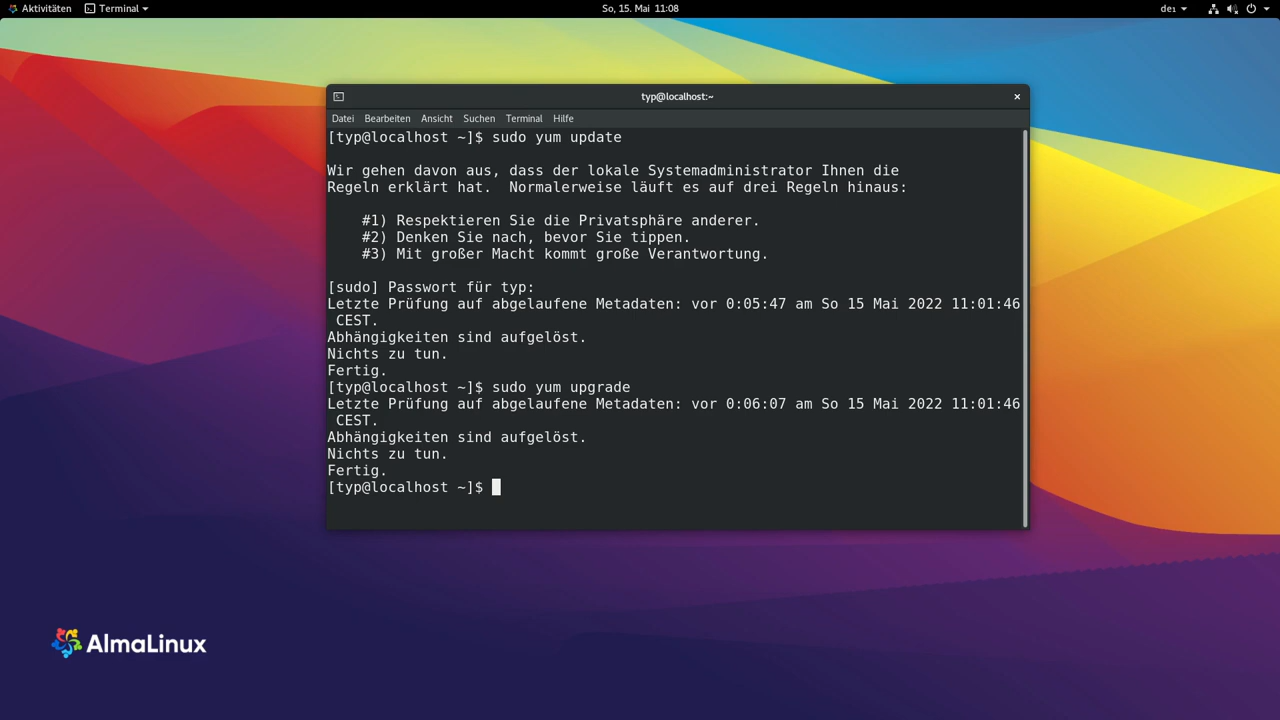 Aktivitäten Terminal So, 15. Mai 11:08 de1
typ@localhost:~ ×
Datei Bearbeiten Ansicht Suchen Terminal Hilfe
[typ@localhost ~]$ sudo yum update
Wir gehen davon aus, dass der lokale Systemadministrator Ihnen die
Regeln erklärt hat.  Normalerweise läuft es auf drei Regeln hinaus:
#1) Respektieren Sie die Privatsphäre anderer.
#2) Denken Sie nach, bevor Sie tippen.
#3) Mit großer Macht kommt große Verantwortung.
[sudo] Passwort für typ:
Letzte Prüfung auf abgelaufene Metadaten: vor 0:05:47 am So 15 Mai 2022 11:01:46
CEST.
Abhängigkeiten sind aufgelöst.
Nichts zu tun.
Fertig.
[typ@localhost ~]$ sudo yum upgrade
Letzte Prüfung auf abgelaufene Metadaten: vor 0:06:07 am So 15 Mai 2022 11:01:46
CEST.
Abhängigkeiten sind aufgelöst.
Nichts zu tun.
Fertig.
[typ@localhost ~]$
AlmaLinux